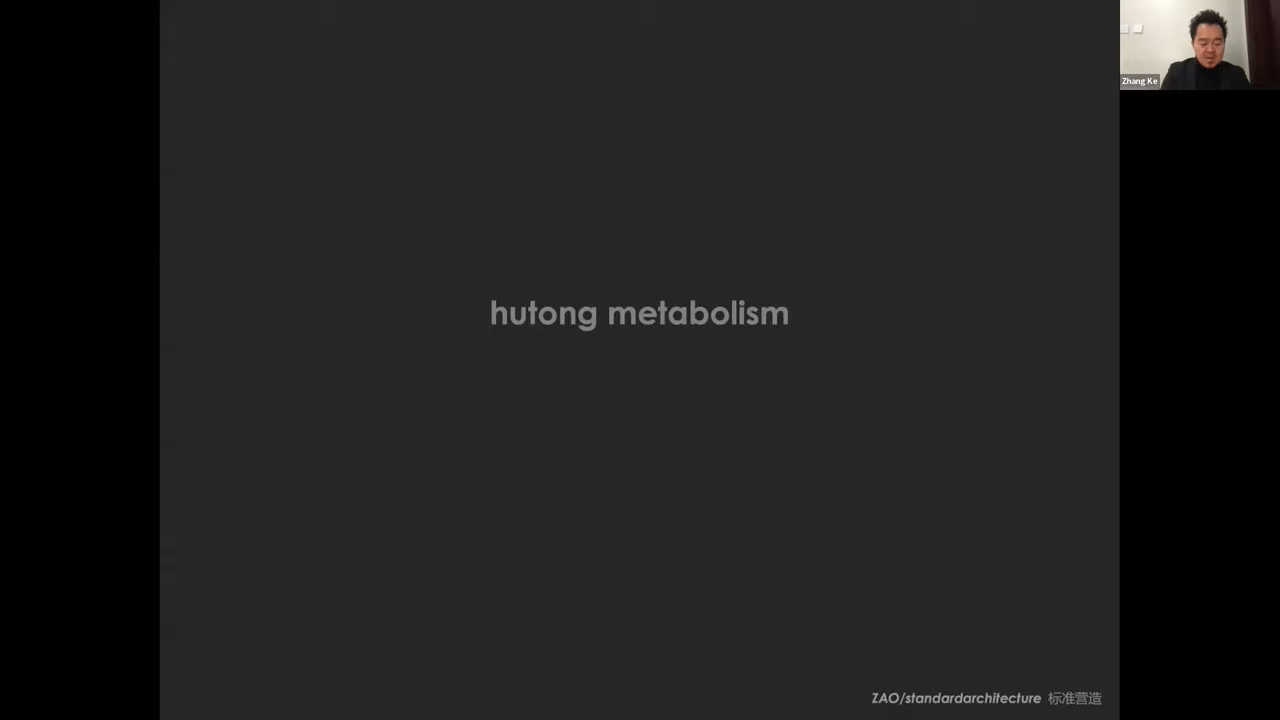 Zhang Ke
hutong metabolism
ZAO/standardarchitecture 标准营造